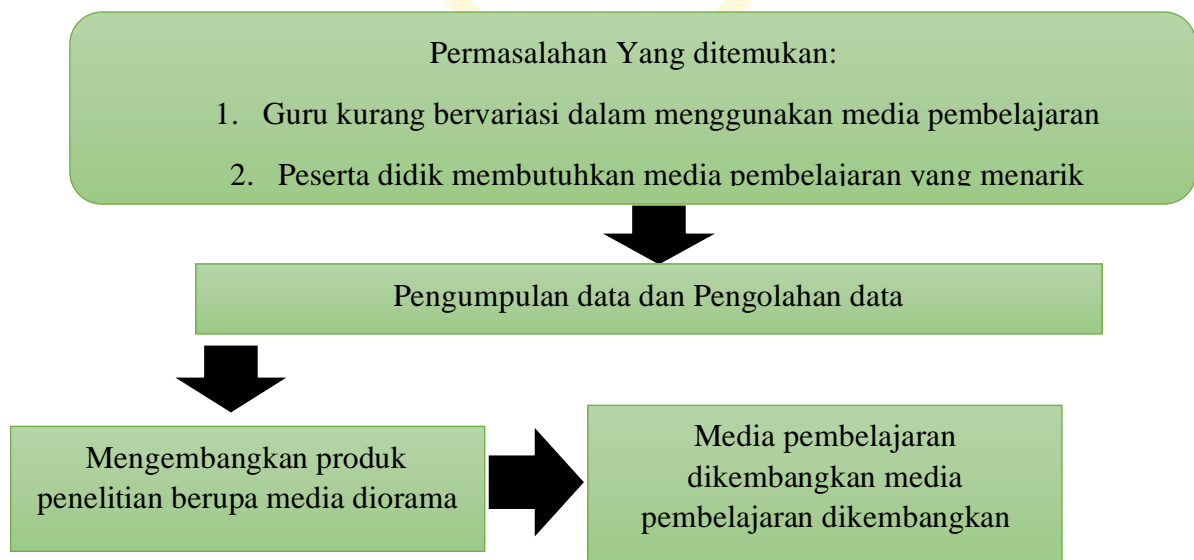 Permasalahan Yang ditemukan:
1. Guru kurang bervariasi dalam menggunakan media pembelajaran
2. Peserta didik membutuhkan media pembelajaran yang menarik
Pengumpulan data dan Pengolahan data
Mengembangkan produk
penelitian berupa media diorama
Media pembelajaran
dikembangkan media
pembelajaran dikembangkan